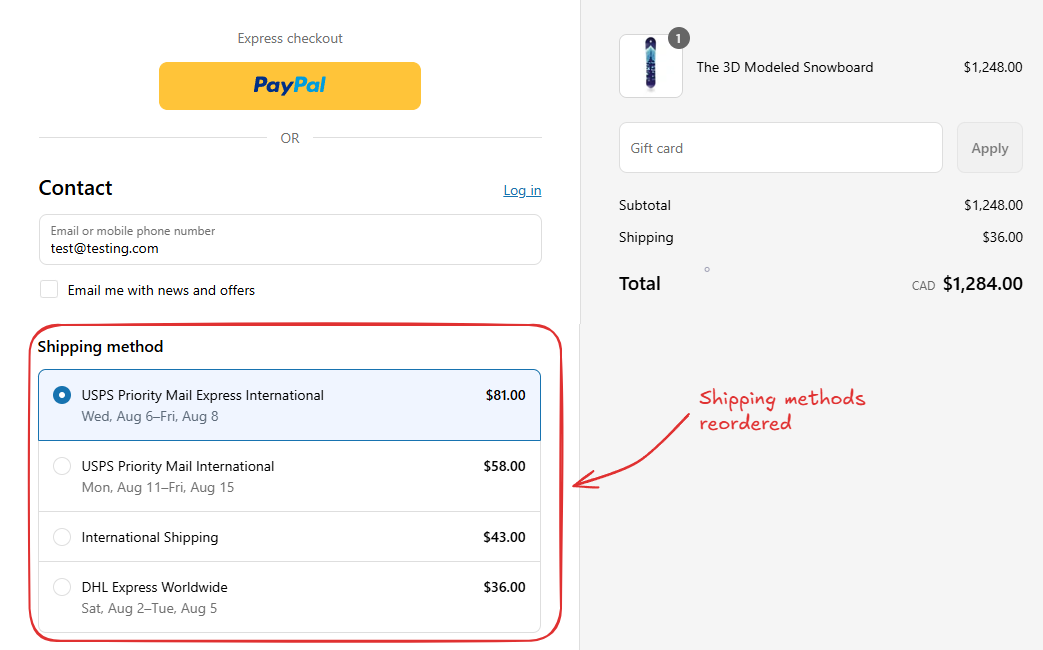 Express checkout
PayPal
OR
Contact
Log in
Email or mobile phone number
test@testing.com
Email me with news and offers
Shipping method
USPS Priority Mail Express International $81.00
Wed, Aug 6–Fri, Aug 8
USPS Priority Mail International $58.00
Mon, Aug 11–Fri, Aug 15
International Shipping $43.00
DHL Express Worldwide $36.00
Sat, Aug 2–Tue, Aug 5
1
The 3D Modeled Snowboard $1,248.00
Gift card
Apply
Subtotal $1,248.00
Shipping $36.00
Total CAD $1,284.00
Shipping methods
reordered